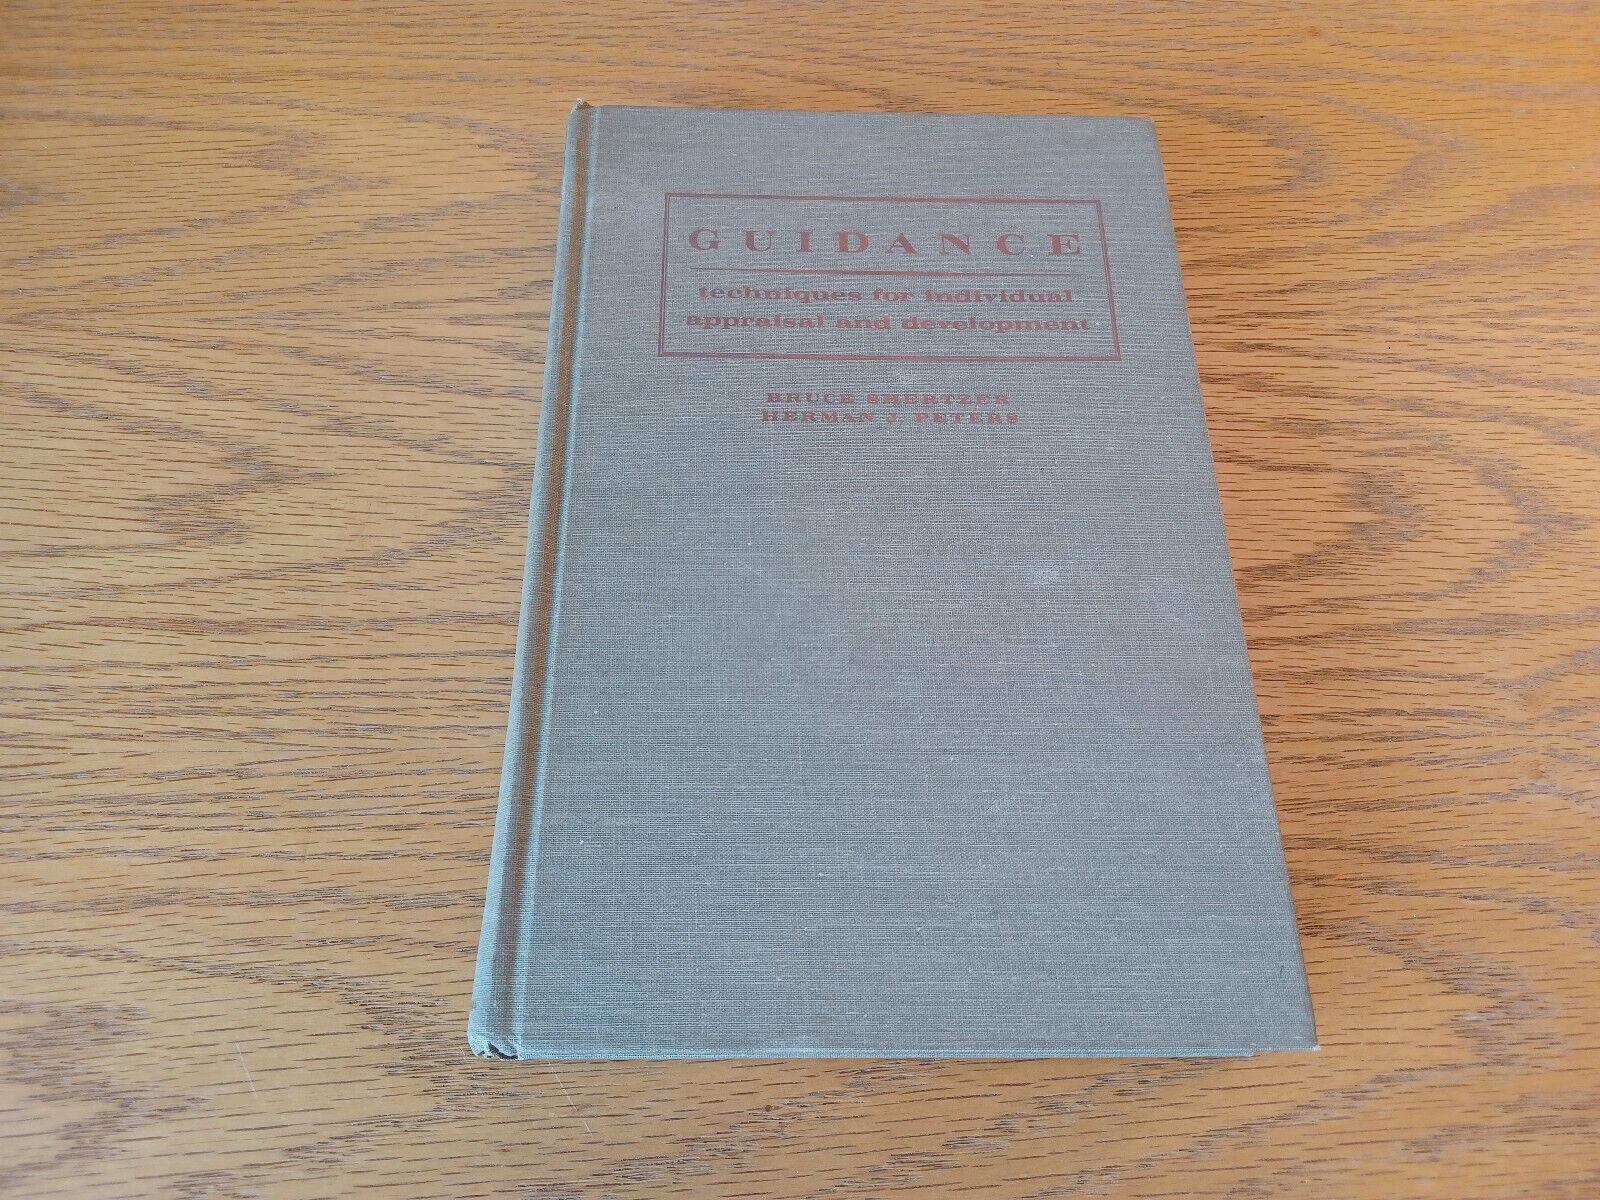 GUIDANCE
techniques for individual
appraisal and development
BRUCE SHERTZER
HERMAN J. PETERS